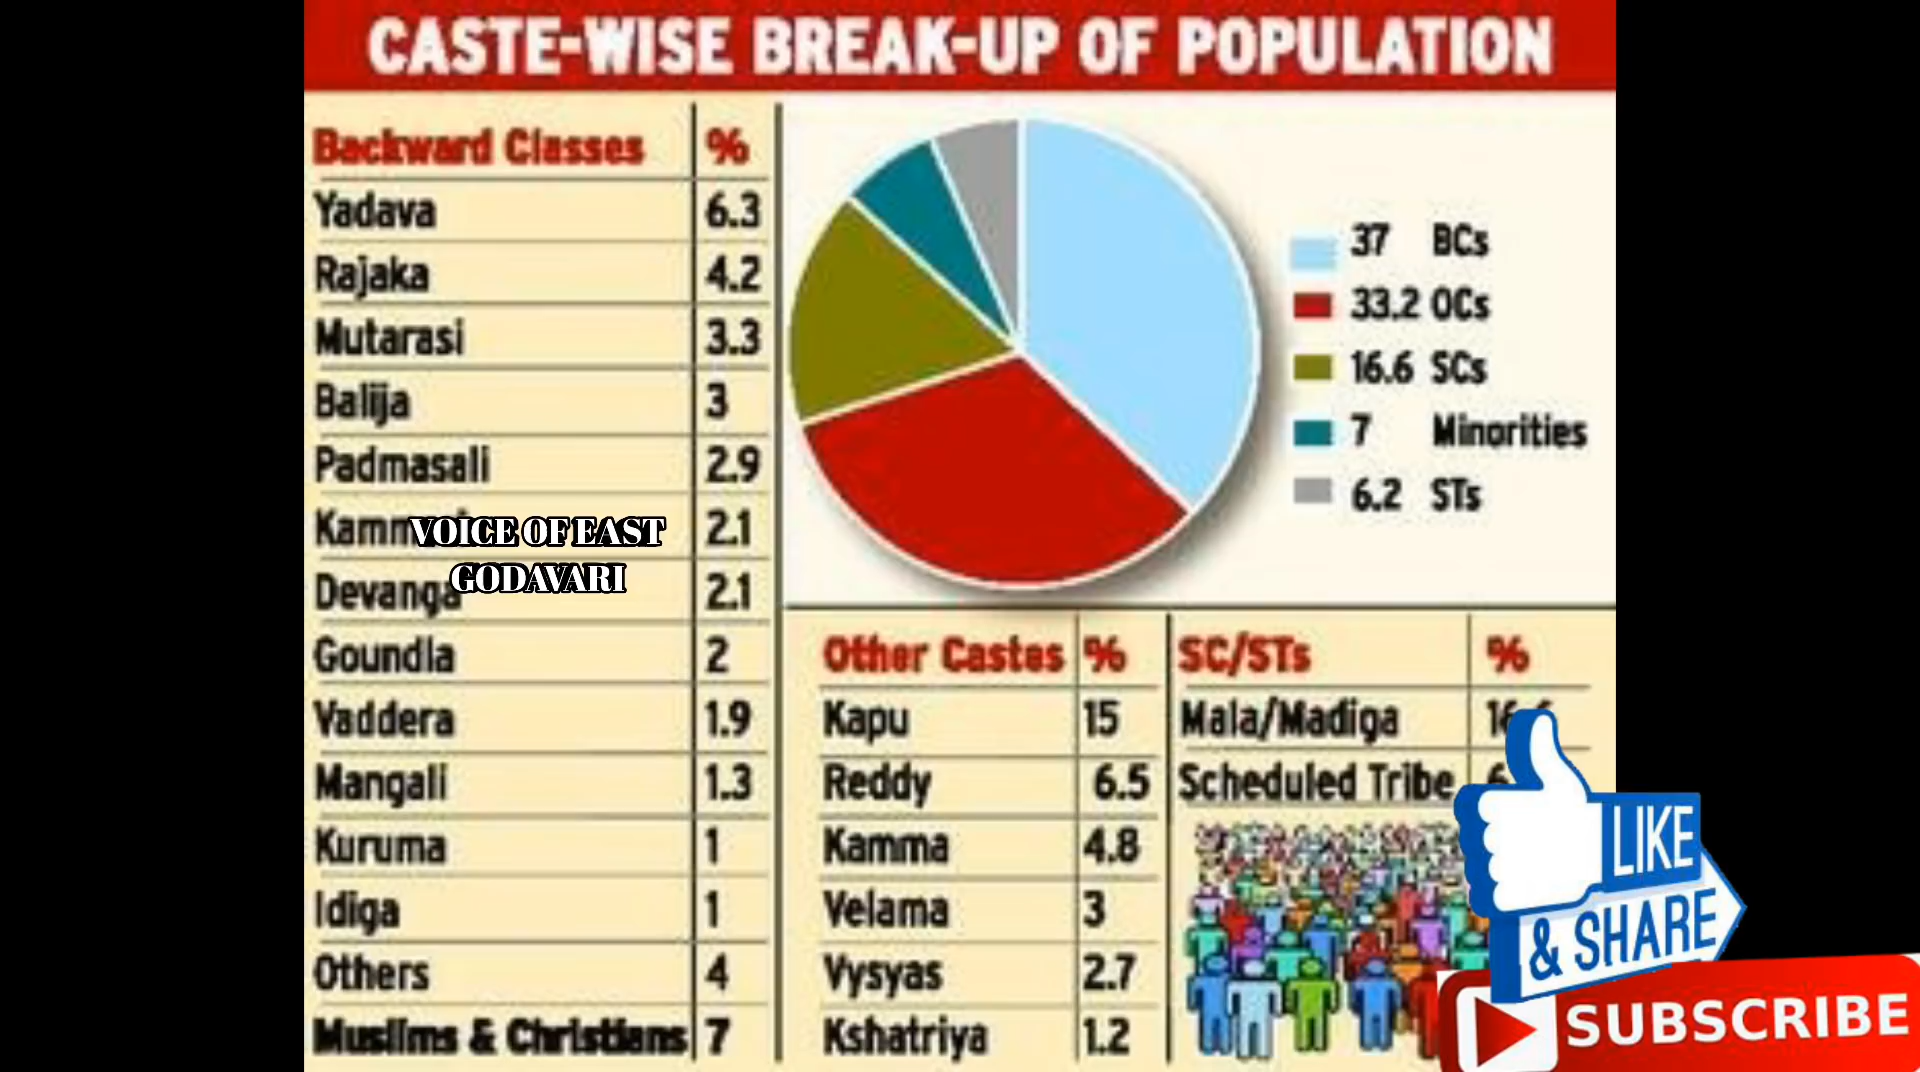 CASTE-WISE BREAK-UP OF POPULATION
Backward Classes %
Yadava 6.3
Rajaka 4.2
Mutarasi 3.3
Balija 3
Padmasali 2.9
2.1
VOICE OF EAST
GODAVARI
Devanga 2.1
Goundla 2
Vaddera 1.9
Mangali 1.3
Kuruma 1
Idiga 1
Others 4
Muslims & Christians 7
37 BCs
33.2 OCs
16.6 SCs
7 Minorities
6.2 STs
Other Castes %
Kapu 15
Reddy 6.5
Kamma 4.8
Velama 3
Vysyas 2.7
Kshatriya 1.2
SC/STs %
Mala/Madiga
Scheduled Tribe
LIKE
& SHARE
SUBSCRIBE